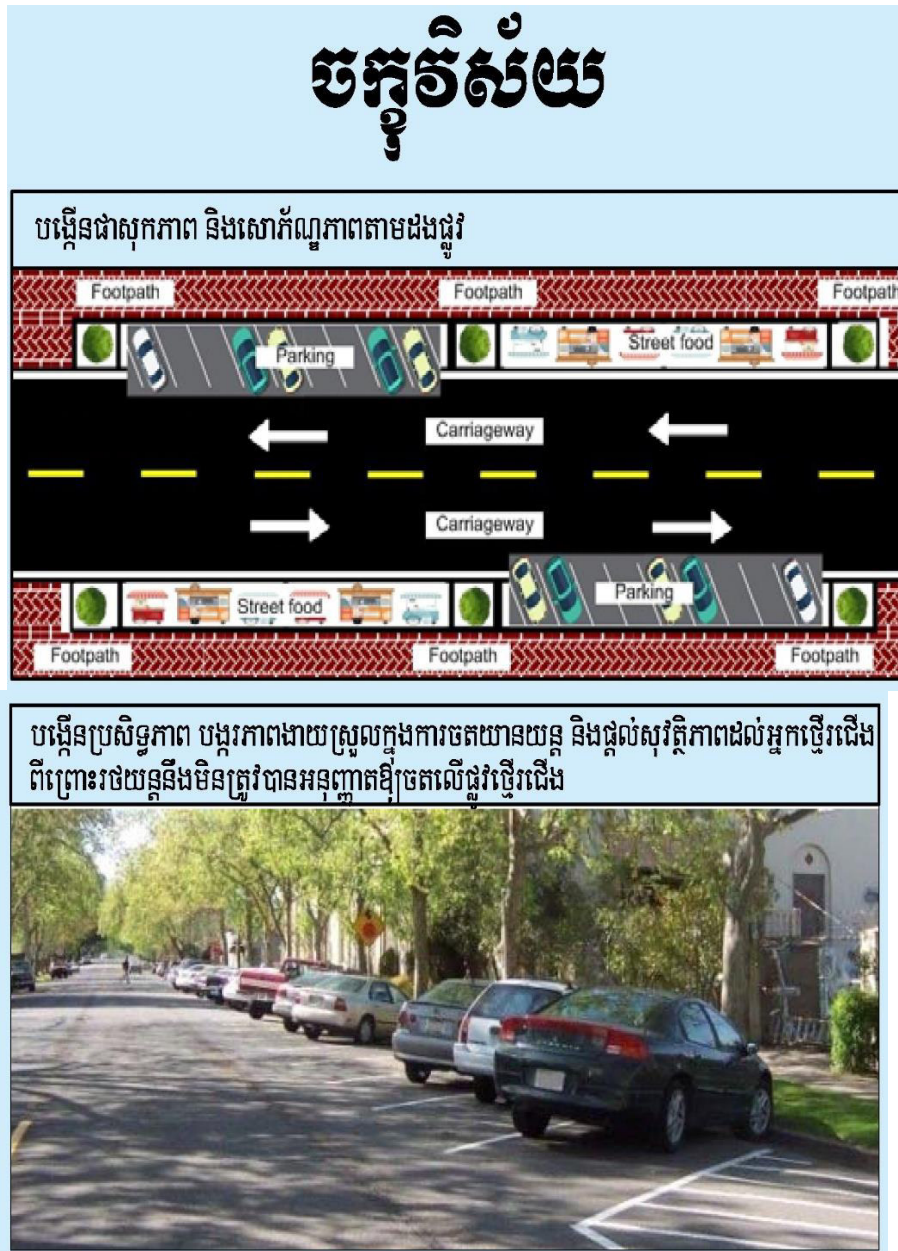 ចក្ខុវិស័យ
បង្កើនផាសុកភាព និងសោភ័ណ្ឌភាពតាមដងផ្លូវ
Footpath Footpath Footpath
Parking Street food
Carriageway
Carriageway
Street food Parking
Footpath Footpath Footpath
បង្កើនប្រសិទ្ធភាព បង្ករភាពងាយស្រួលក្នុងការចតយានយន្ត និងផ្តល់សុវត្ថិភាពដល់អ្នកថ្មើរជើង
ពីព្រោះរថយន្តនឹងមិនត្រូវបានអនុញ្ញាតឱ្យចតលើផ្លូវថ្មើរជើង